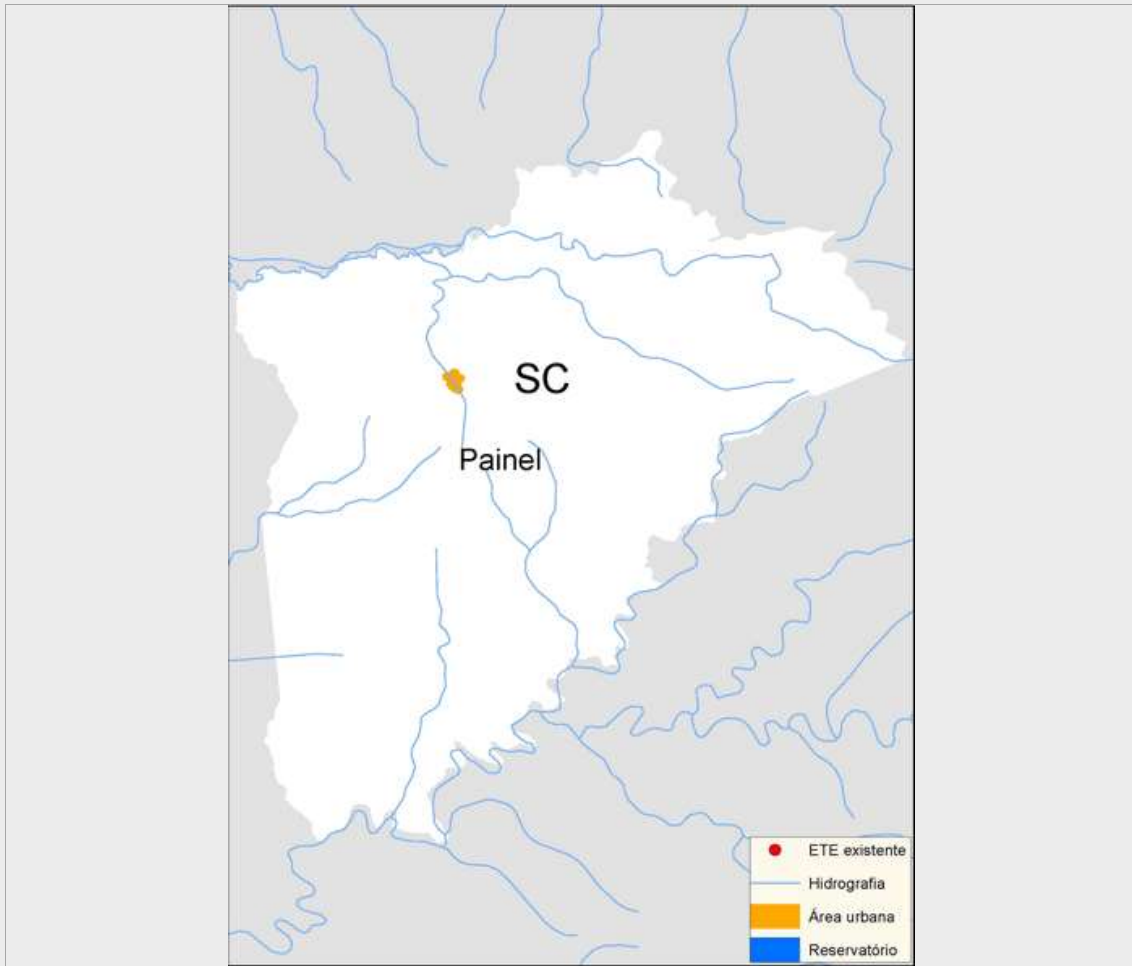 SC
Painel
ETE existente
Hidrografia
Área urbana
Reservatório